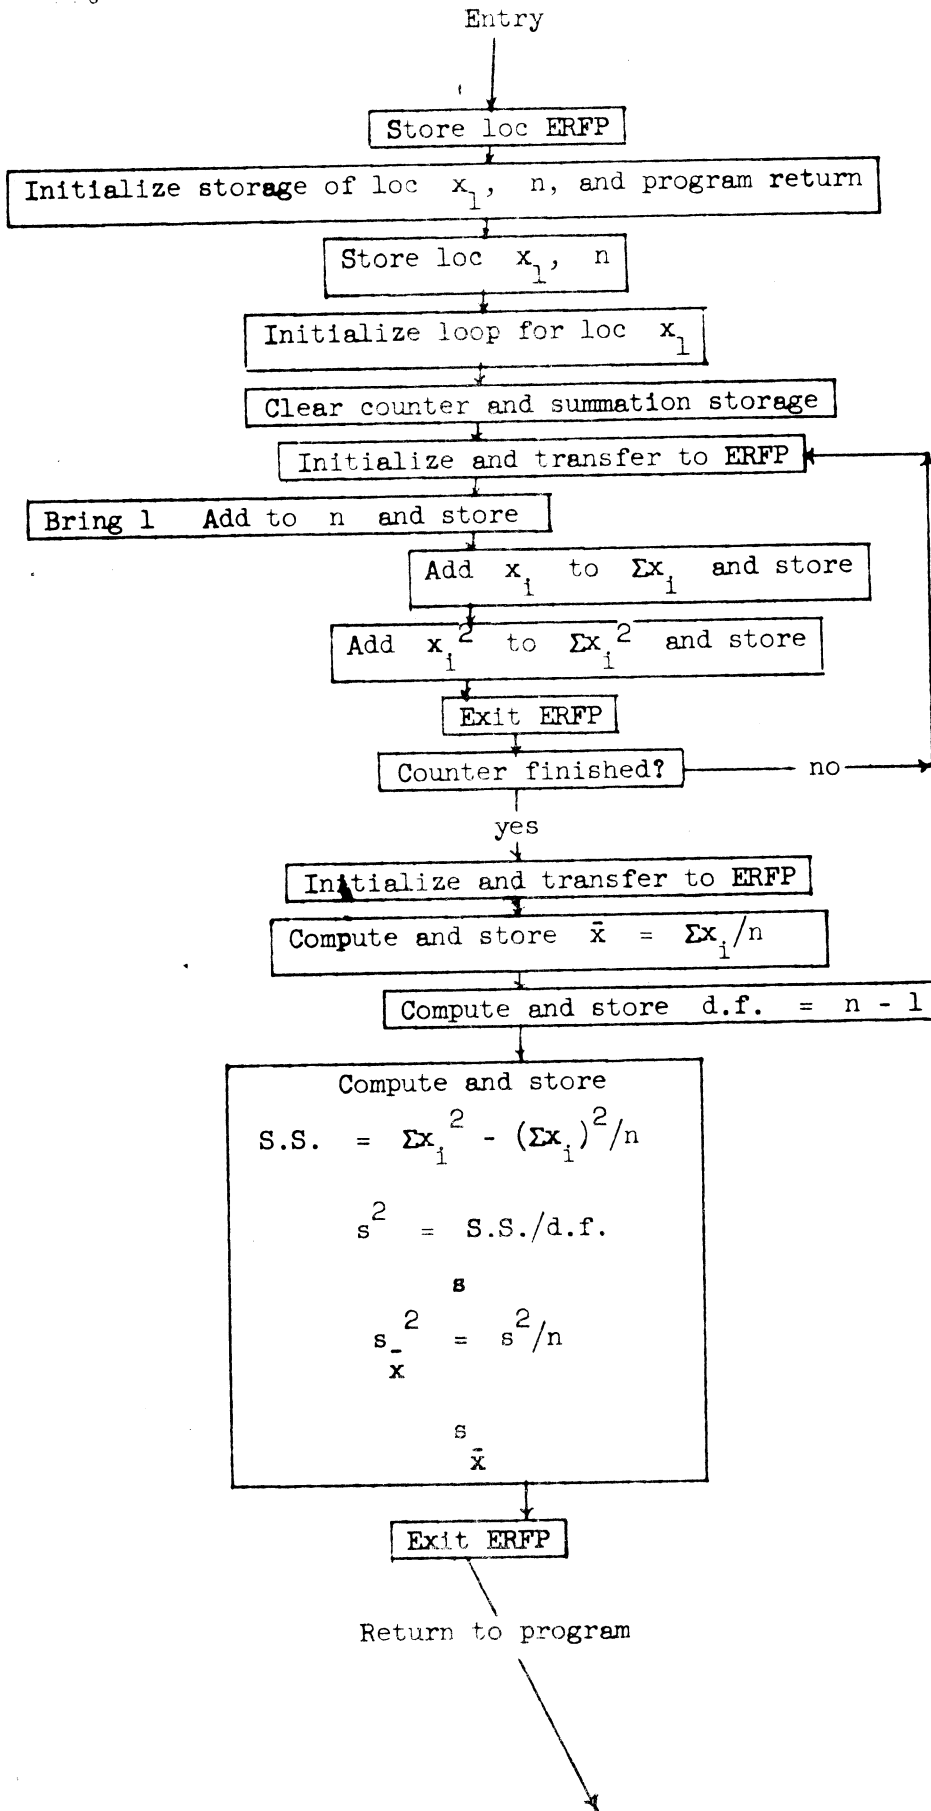 Entry
Store loc ERFP
Initialize storage of loc x₁, n, and program return
Store loc x₁, n
Initialize loop for loc x₁
Clear counter and summation storage
Initialize and transfer to ERFP
Bring 1 Add to n and store
Add xᵢ to Σxᵢ and store
Add xᵢ² to Σxᵢ² and store
Exit ERFP
Counter finished? no
yes
Initialize and transfer to ERFP
Compute and store x̄ = Σxᵢ/n
Compute and store d.f. = n - 1
Compute and store
S.S. = Σxᵢ² - (Σxᵢ)²/n
s² = S.S./d.f.
s
s_x̄² = s²/n
s_x̄
Exit ERFP
Return to program